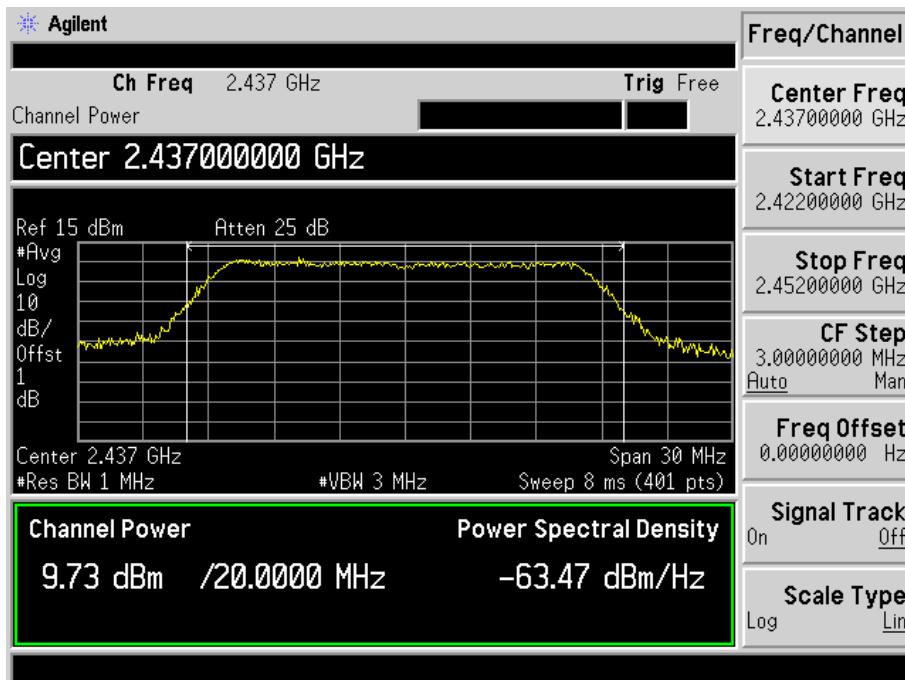 Agilent
Ch Freq 2.437 GHz Trig Free
Channel Power
Center 2.437000000 GHz
Ref 15 dBm Atten 25 dB
#Avg
Log
10
dB/
Offst
1
dB
Center 2.437 GHz Span 30 MHz
#Res BW 1 MHz #VBW 3 MHz Sweep 8 ms (401 pts)
Channel Power Power Spectral Density
9.73 dBm /20.0000 MHz -63.47 dBm/Hz
Freq/Channel
Center Freq
2.43700000 GHz
Start Freq
2.42200000 GHz
Stop Freq
2.45200000 GHz
CF Step
3.00000000 MHz
Auto Man
Freq Offset
0.00000000 Hz
Signal Track
On Off
Scale Type
Log Lin